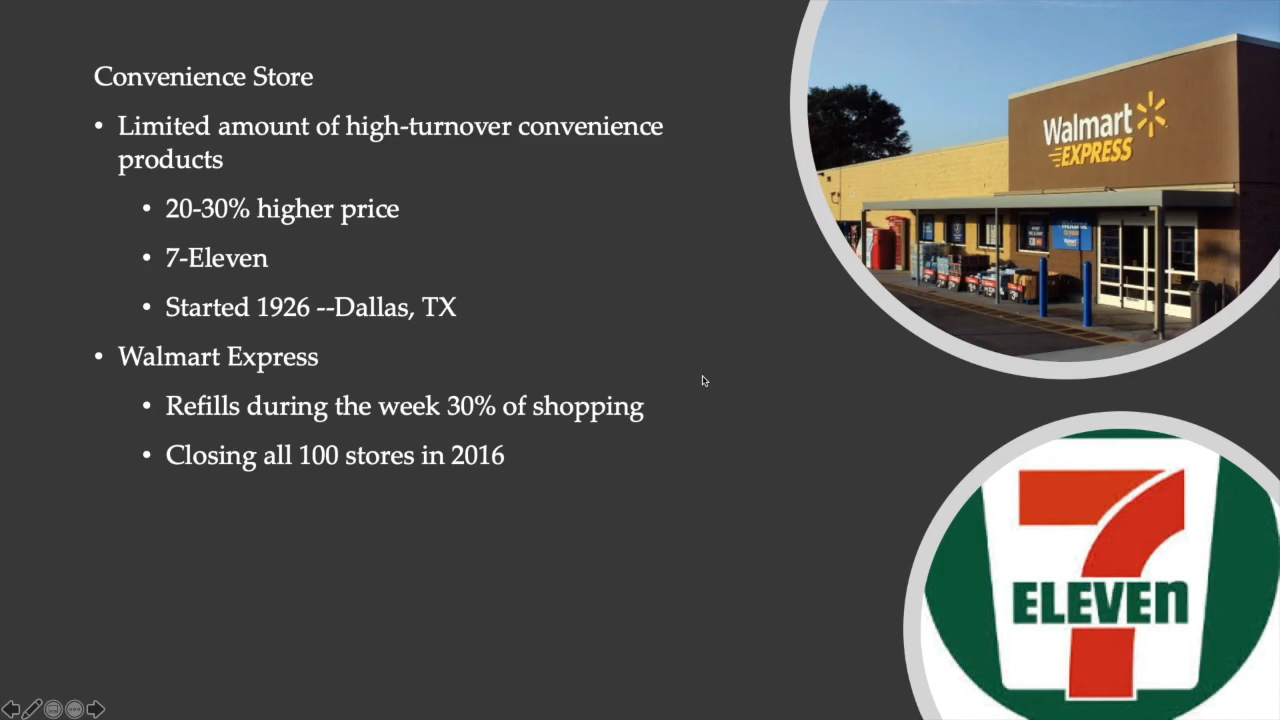 Convenience Store
• Limited amount of high-turnover convenience
products
• 20-30% higher price
• 7-Eleven
• Started 1926 --Dallas, TX
• Walmart Express
• Refills during the week 30% of shopping
• Closing all 100 stores in 2016
Walmart
EXPRESS
7
ELEVEn